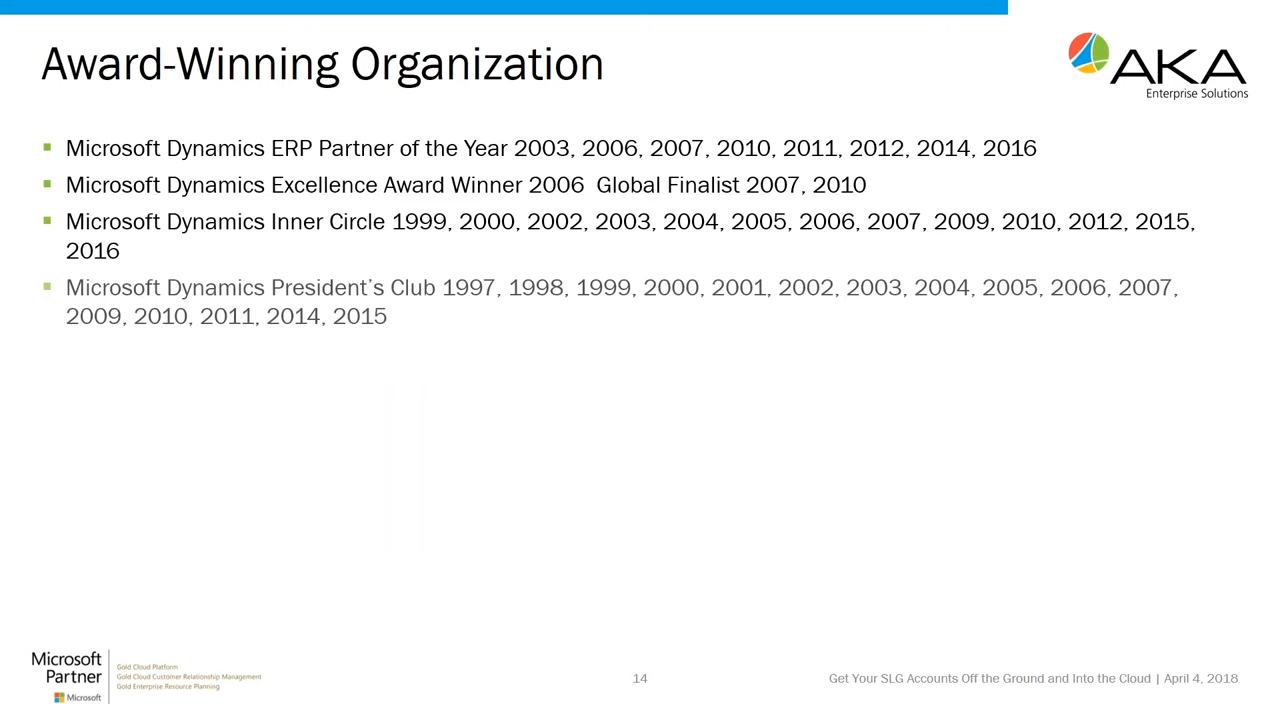 Award-Winning Organization
AKA
Enterprise Solutions
Microsoft Dynamics ERP Partner of the Year 2003, 2006, 2007, 2010, 2011, 2012, 2014, 2016
Microsoft Dynamics Excellence Award Winner 2006  Global Finalist 2007, 2010
Microsoft Dynamics Inner Circle 1999, 2000, 2002, 2003, 2004, 2005, 2006, 2007, 2009, 2010, 2012, 2015,
2016
Microsoft Dynamics President’s Club 1997, 1998, 1999, 2000, 2001, 2002, 2003, 2004, 2005, 2006, 2007,
2009, 2010, 2011, 2014, 2015
Microsoft
Partner
Microsoft
Gold Cloud Platform
Gold Cloud Customer Relationship Management
Gold Enterprise Resource Planning
14
Get Your SLG Accounts Off the Ground and Into the Cloud | April 4, 2018